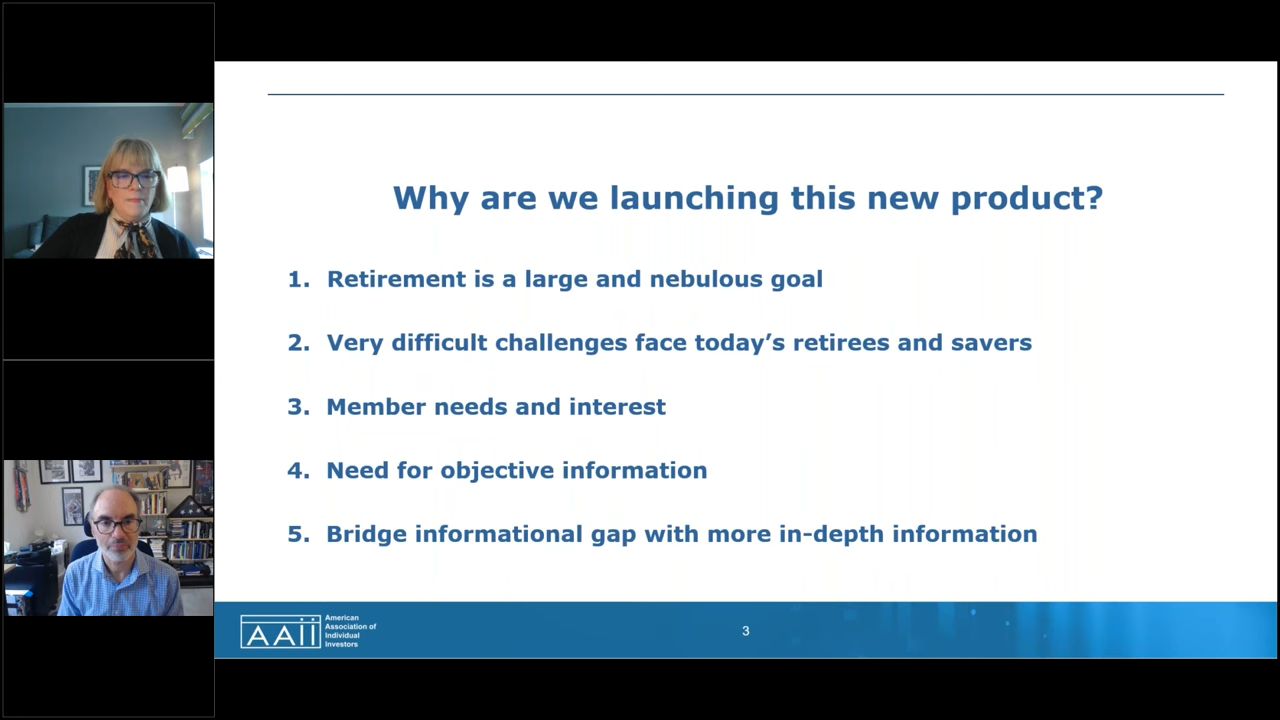 Why are we launching this new product?
1. Retirement is a large and nebulous goal
2. Very difficult challenges face today’s retirees and savers
3. Member needs and interest
4. Need for objective information
5. Bridge informational gap with more in-depth information
AAii
American
Association of
Individual
Investors
3